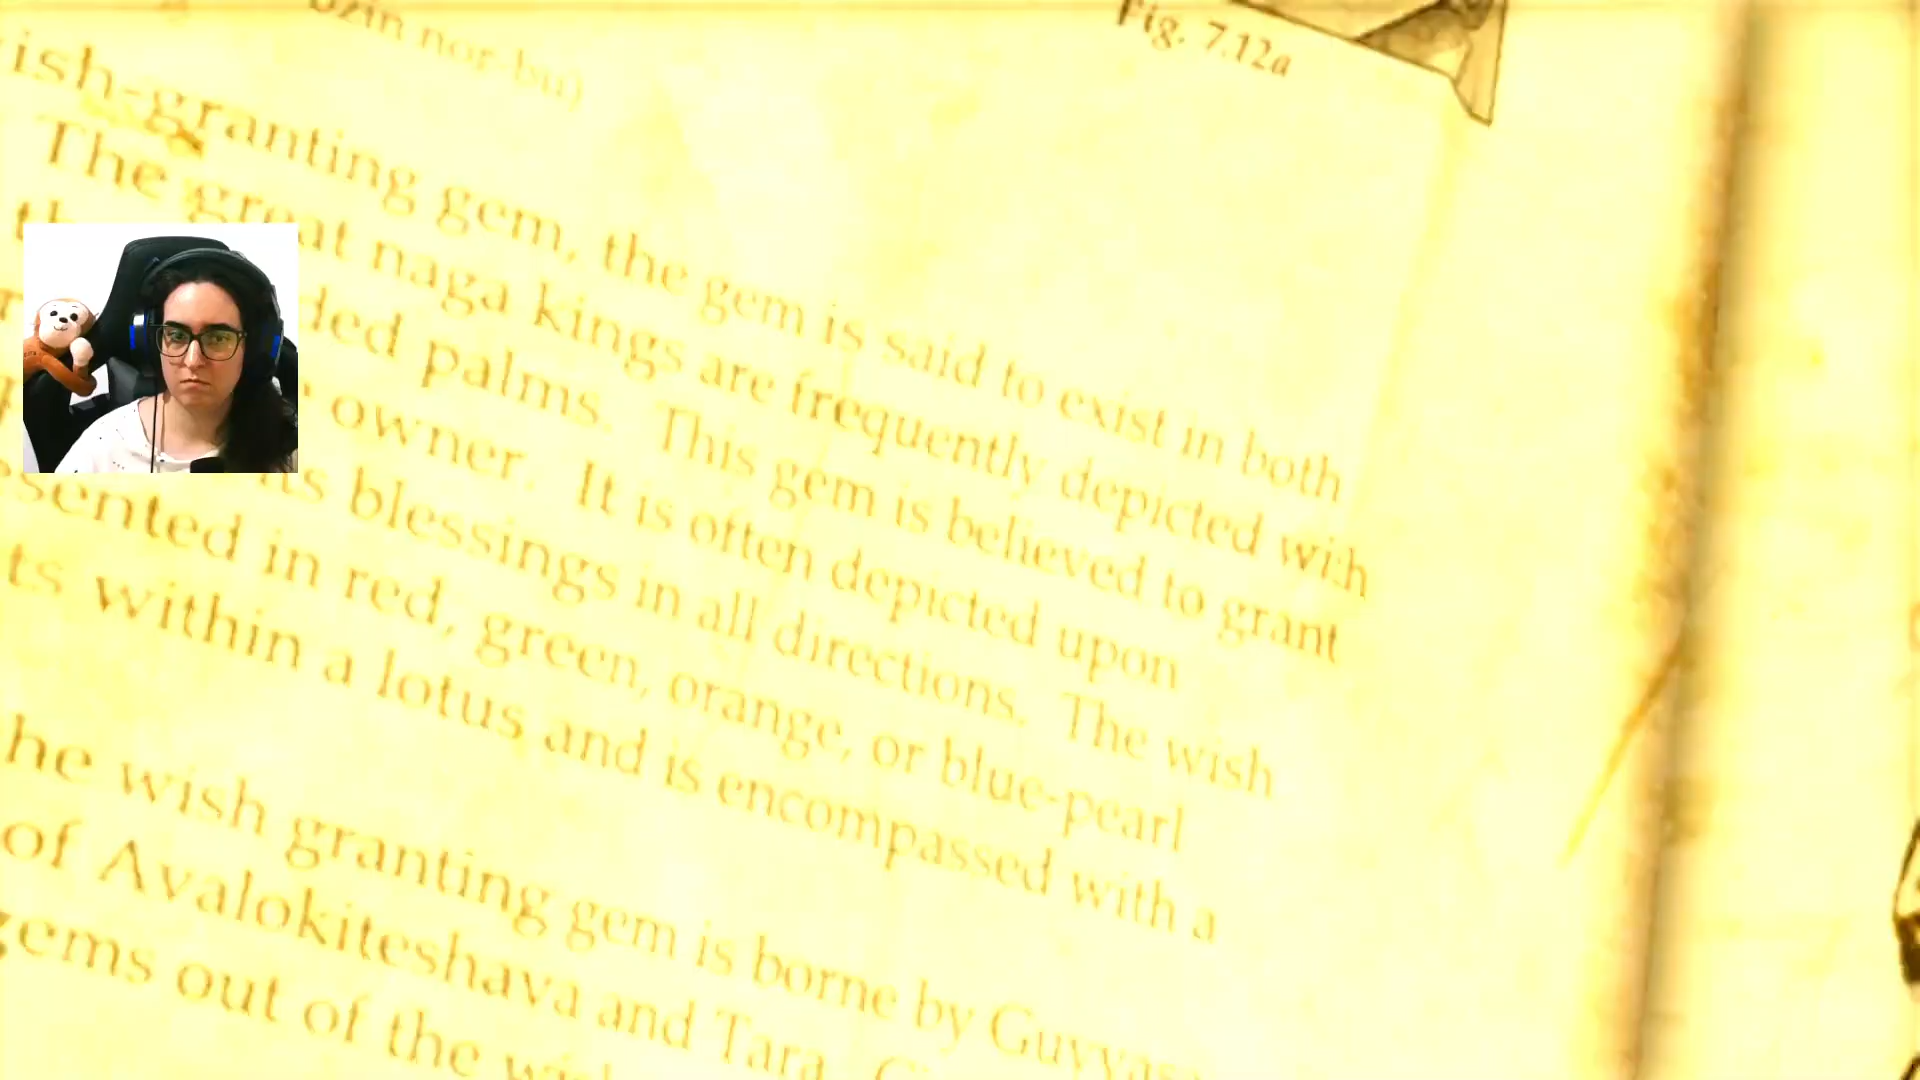 nor-bu)
Fig. 7.12a
ish-granting gem, the gem is said to exist in both
The great naga kings are frequently depicted with
ded palms. This gem is believed to grant
owner. It is often depicted upon
its blessings in all directions. The wish
sented in red, green, orange, or blue-pearl
ts within a lotus and is encompassed with a
he wish granting gem is borne by
of Avalokiteshava and Tara.
gems out of the